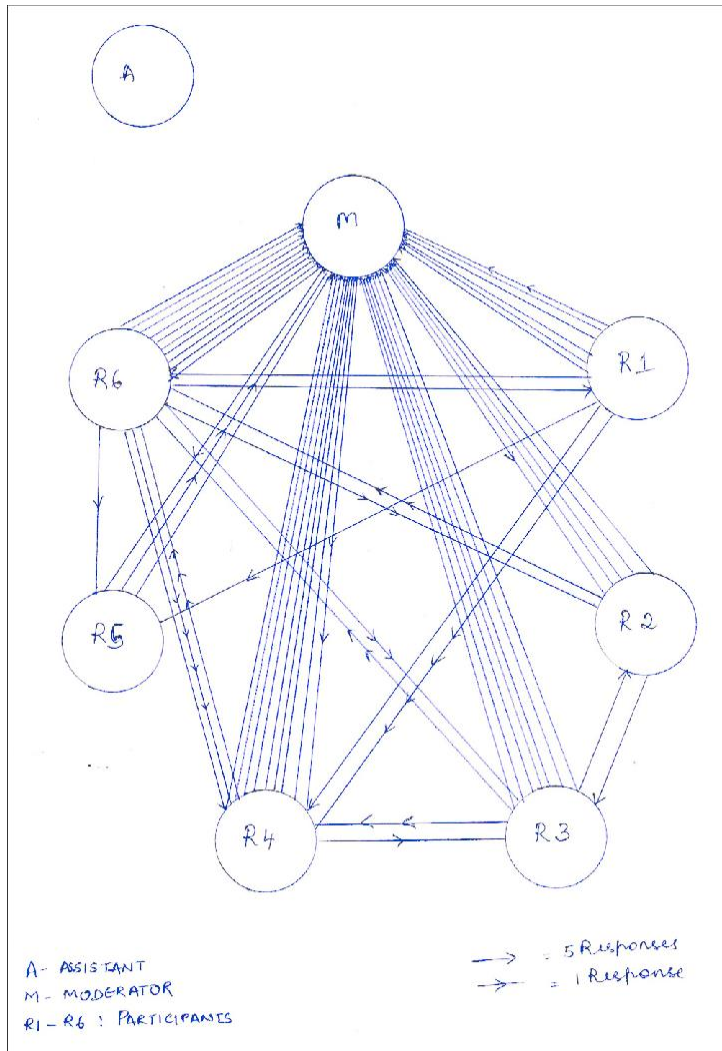 A
M
R6
R1
R5
R2
R4
R3
A - ASSISTANT
M - MODERATOR
R1 - R6 : PARTICIPANTS
→ = 5 Responses
→ = 1 Response